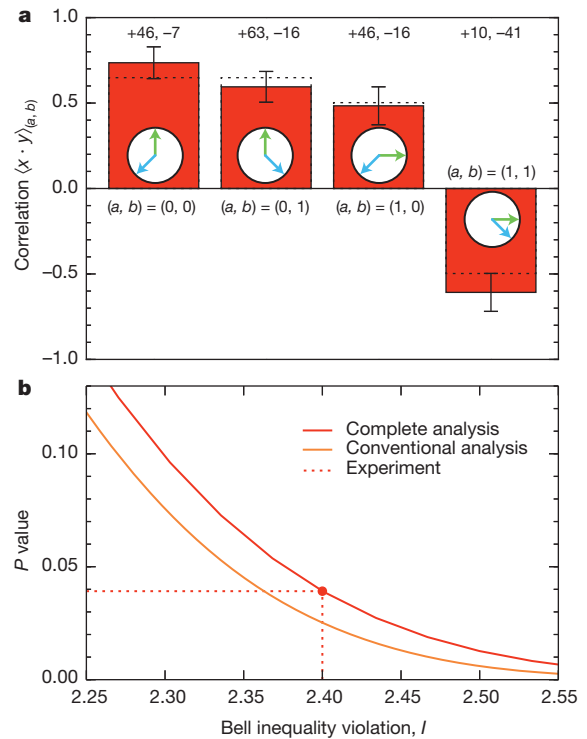 a
+46, −7 +63, −16 +46, −16 +10, −41
1.0
0.5
0.0
−0.5
−1.0
Correlation ⟨x · y⟩(a, b)
(a, b) = (0, 0) (a, b) = (0, 1) (a, b) = (1, 0) (a, b) = (1, 1)
b
0.10
0.05
0.00
P value
Complete analysis
Conventional analysis
Experiment
2.25 2.30 2.35 2.40 2.45 2.50 2.55
Bell inequality violation, I